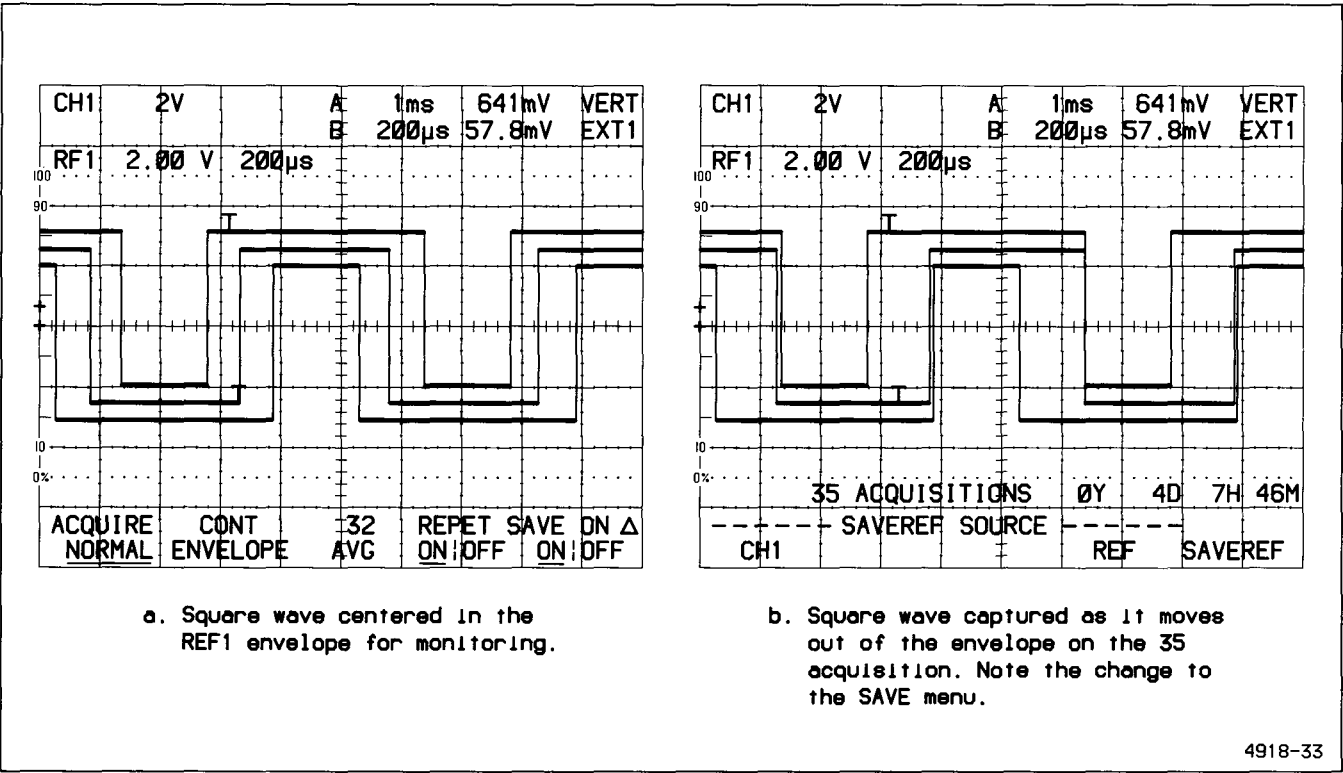 CH1 2V A 1ms 641mV VERT
B 200µs 57.8mV EXT1
RF1 2.00 V 200µs
100
90
T
T
10
0%
ACQUIRE CONT 32 REPET SAVE ON Δ
NORMAL ENVELOPE AVG ON¦OFF ON¦OFF
a. Square wave centered in the
REF1 envelope for monitoring.
CH1 2V A 1ms 641mV VERT
B 200µs 57.8mV EXT1
RF1 2.00 V 200µs
100
90
T
T
10
0%
35 ACQUISITIONS 0Y 4D 7H 46M
------ SAVEREF SOURCE ------
CH1 REF SAVEREF
b. Square wave captured as it moves
out of the envelope on the 35
acquisition. Note the change to
the SAVE menu.
4918-33